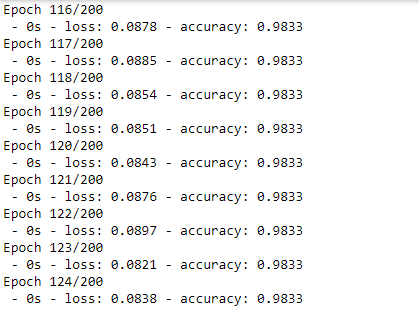 Epoch 116/200
- 0s - loss: 0.0878 - accuracy: 0.9833
Epoch 117/200
- 0s - loss: 0.0885 - accuracy: 0.9833
Epoch 118/200
- 0s - loss: 0.0854 - accuracy: 0.9833
Epoch 119/200
- 0s - loss: 0.0851 - accuracy: 0.9833
Epoch 120/200
- 0s - loss: 0.0843 - accuracy: 0.9833
Epoch 121/200
- 0s - loss: 0.0876 - accuracy: 0.9833
Epoch 122/200
- 0s - loss: 0.0897 - accuracy: 0.9833
Epoch 123/200
- 0s - loss: 0.0821 - accuracy: 0.9833
Epoch 124/200
- 0s - loss: 0.0838 - accuracy: 0.9833